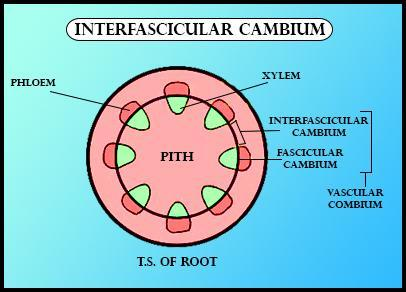 INTERFASCICULAR CAMBIUM
PHLOEM
XYLEM
INTERFASCICULAR
CAMBIUM
PITH
FASCICULAR
CAMBIUM
VASCULAR
COMBIUM
T.S. OF ROOT